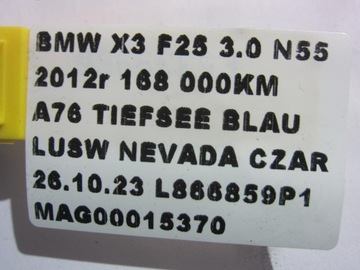 BMW X3 F25 3.0 N55
2012r 168 000KM
A76 TIEFSEE BLAU
LUSW NEVADA CZAR
26.10.23 L866859P1
MAG00015370